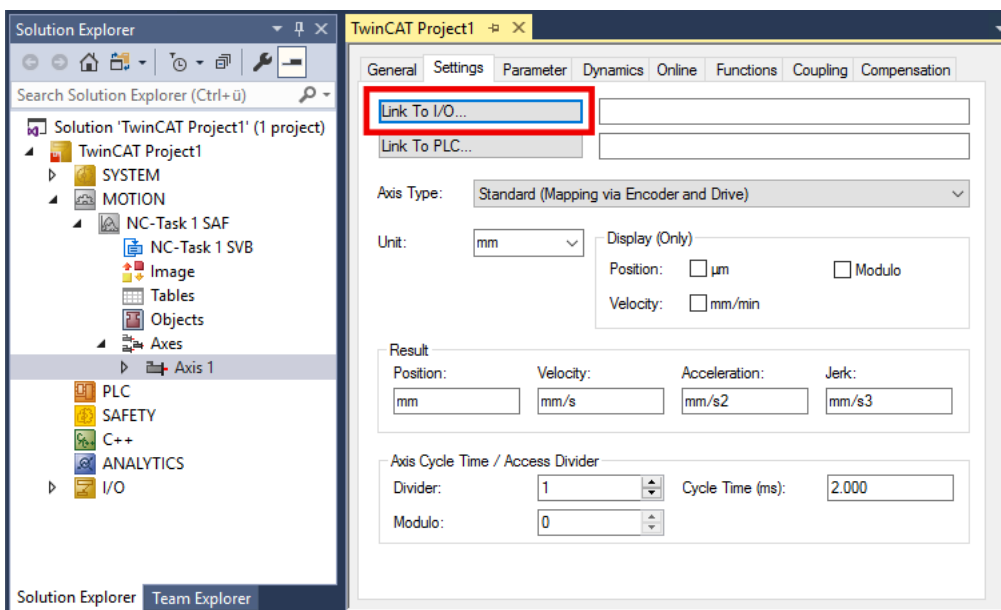 Solution Explorer
Search Solution Explorer (Ctrl+ü)
Solution 'TwinCAT Project1' (1 project)
TwinCAT Project1
SYSTEM
MOTION
NC-Task 1 SAF
NC-Task 1 SVB
Image
Tables
Objects
Axes
Axis 1
PLC
SAFETY
C++
ANALYTICS
I/O
Solution Explorer Team Explorer
TwinCAT Project1
General Settings Parameter Dynamics Online Functions Coupling Compensation
Link To I/O...
Link To PLC...
Axis Type: Standard (Mapping via Encoder and Drive)
Unit: mm
Display (Only)
Position: µm Modulo
Velocity: mm/min
Result
Position: Velocity: Acceleration: Jerk:
mm mm/s mm/s2 mm/s3
Axis Cycle Time / Access Divider
Divider: 1 Cycle Time (ms): 2.000
Modulo: 0